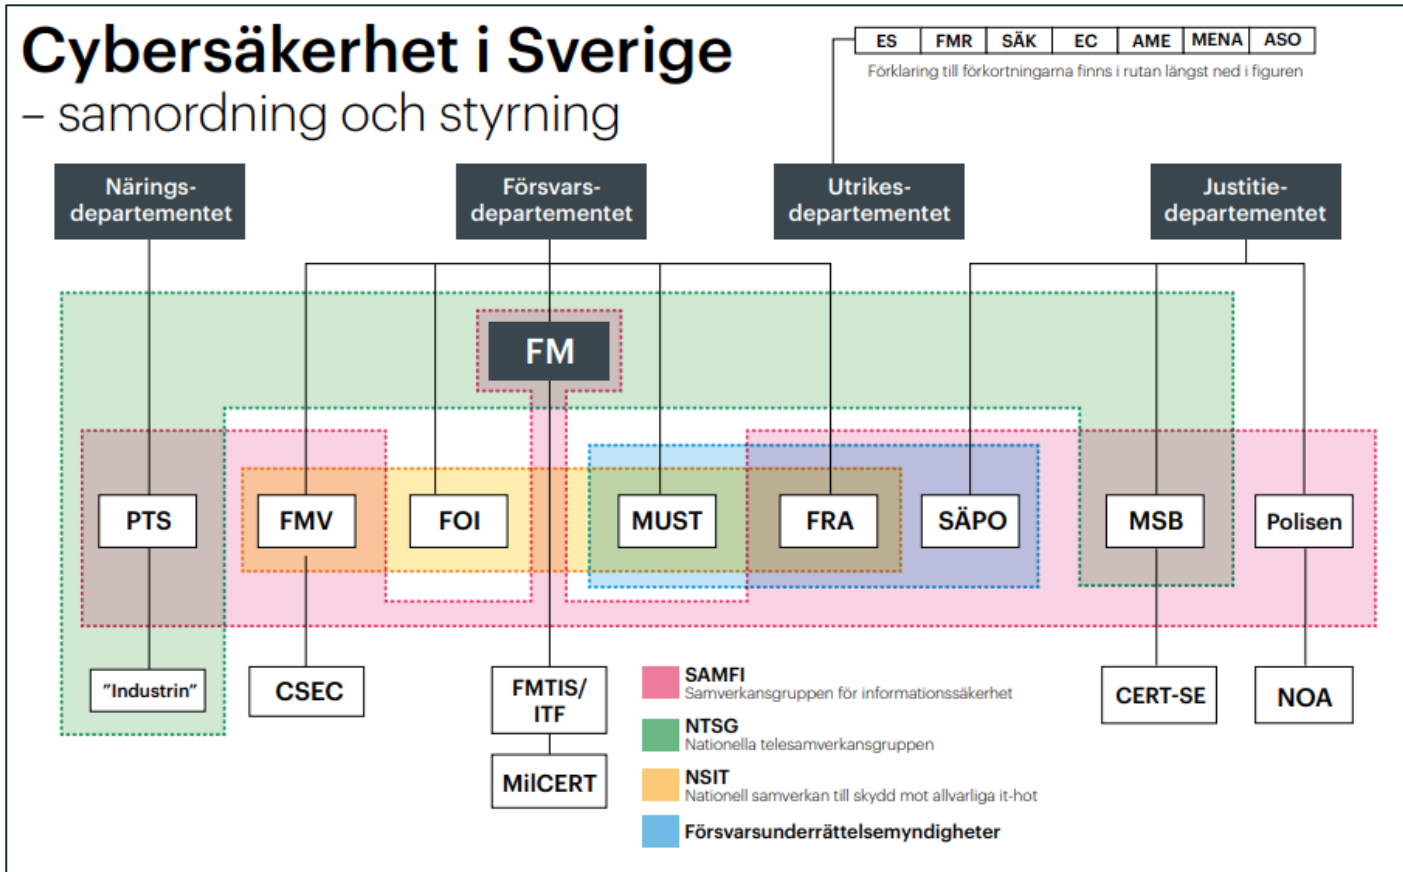 Cybersäkerhet i Sverige
– samordning och styrning
ES FMR SÄK EC AME MENA ASO
Förklaring till förkortningarna finns i rutan längst ned i figuren
Närings-
departementet
Försvars-
departementet
Utrikes-
departementet
Justitie-
departementet
FM
PTS
FMV
FOI
MUST
FRA
SÄPO
MSB
Polisen
"Industrin"
CSEC
FMTIS/
ITF
MilCERT
CERT-SE
NOA
SAMFI
Samverkansgruppen för informationssäkerhet
NTSG
Nationella telesamverkansgruppen
NSIT
Nationell samverkan till skydd mot allvarliga it-hot
Försvarsunderrättelsemyndigheter